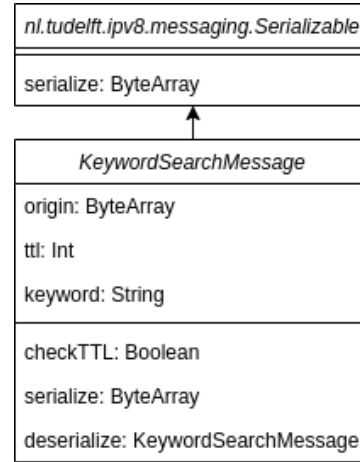 nl.tudelft.ipv8.messaging.Serializable
serialize: ByteArray
KeywordSearchMessage
origin: ByteArray
ttl: Int
keyword: String
checkTTL: Boolean
serialize: ByteArray
deserialize: KeywordSearchMessage